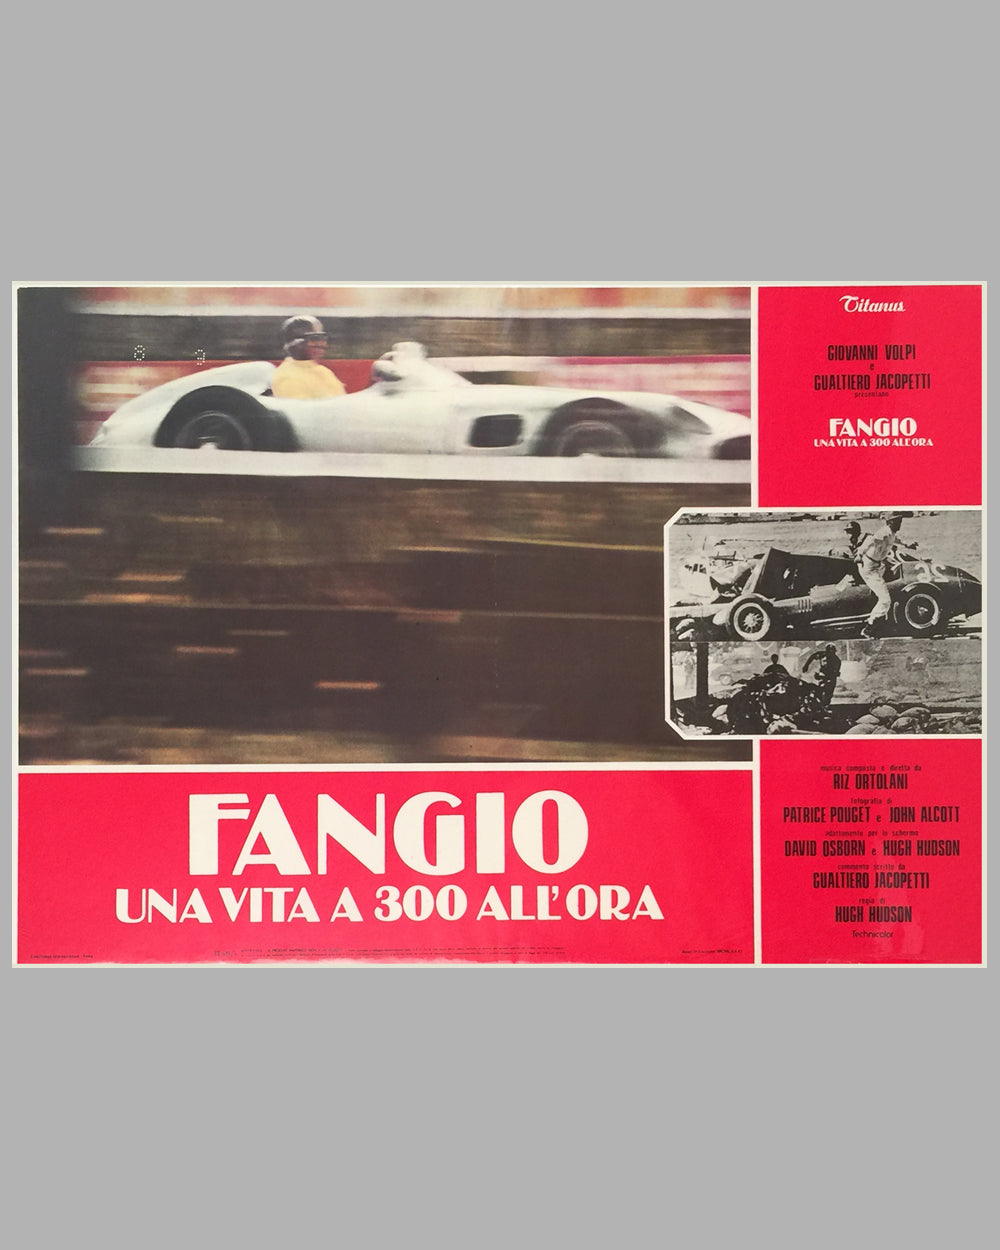 Titanus
GIOVANNI VOLPI
e
GUALTIERO JACOPETTI
presentano
FANGIO
UNA VITA A 300 ALL'ORA
32
FANGIO
UNA VITA A 300 ALL'ORA
musica composta e diretta da
RIZ ORTOLANI
fotografia di
PATRICE POUGET e JOHN ALCOTT
adattamento per lo schermo
DAVID OSBORN e HUGH HUDSON
commento scritto da
GUALTIERO JACOPETTI
regia di
HUGH HUDSON
Technicolor